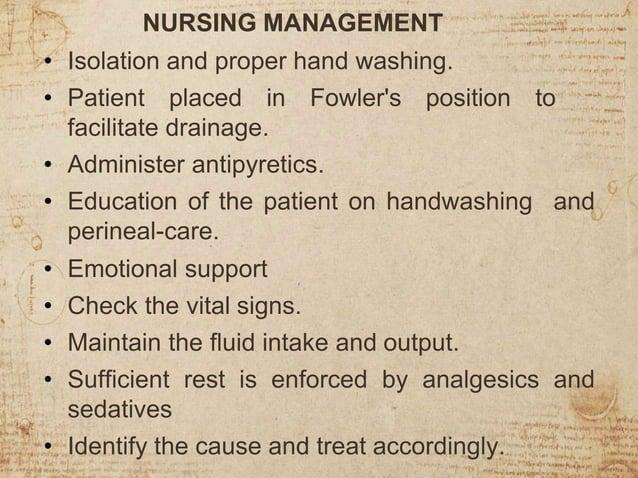 NURSING MANAGEMENT
• Isolation and proper hand washing.
• Patient placed in Fowler's position to
facilitate drainage.
• Administer antipyretics.
• Education of the patient on handwashing and
perineal-care.
• Emotional support
• Check the vital signs.
• Maintain the fluid intake and output.
• Sufficient rest is enforced by analgesics and
sedatives
• Identify the cause and treat accordingly.